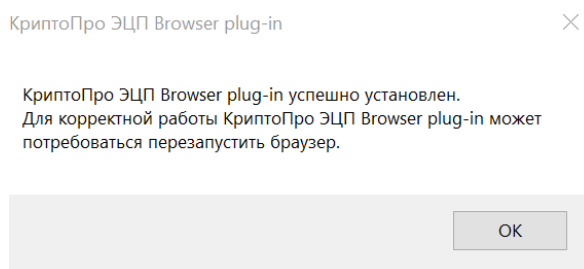 КриптоПро ЭЦП Browser plug-in
КриптоПро ЭЦП Browser plug-in успешно установлен.
Для корректной работы КриптоПро ЭЦП Browser plug-in может
потребоваться перезапустить браузер.
ОК